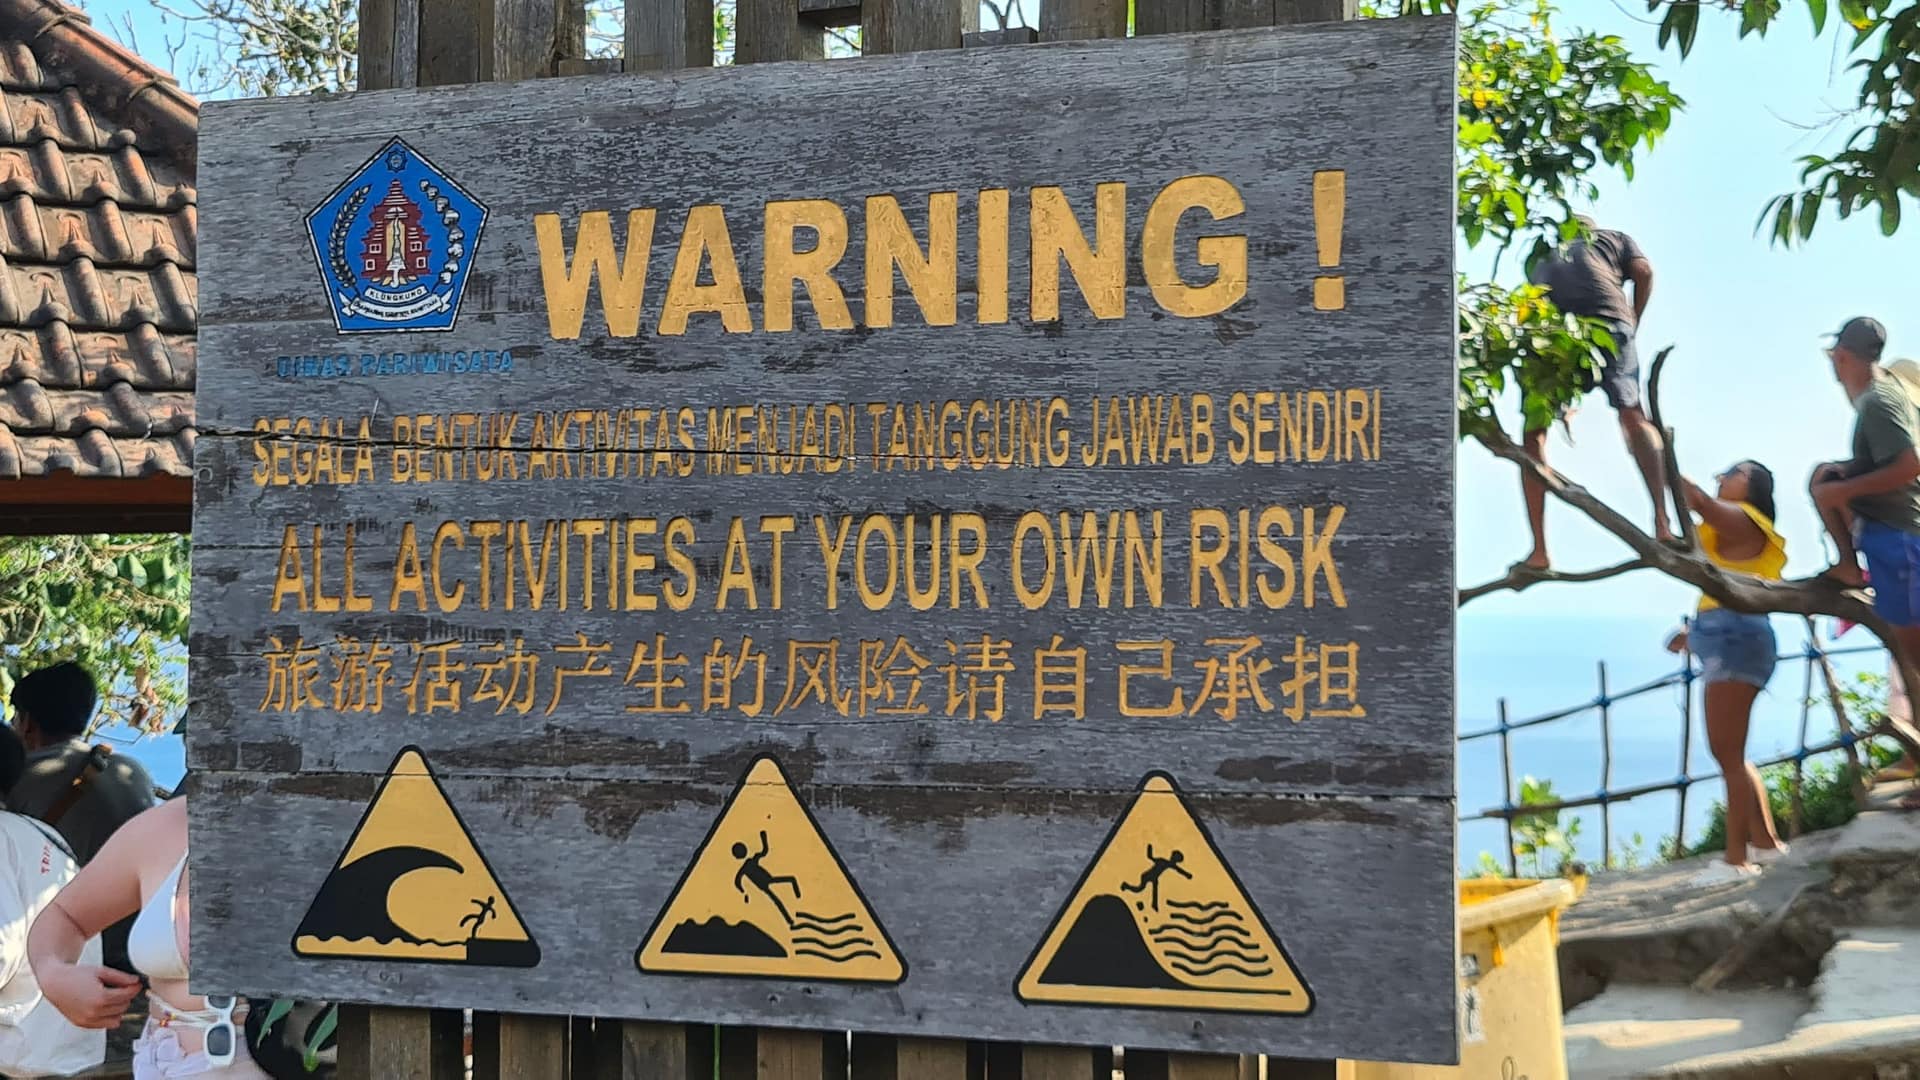 WARNING !
KLUNGKUNG
DINAS PARIWISATA
SEGALA BENTUK AKTIVITAS MENJADI TANGGUNG JAWAB SENDIRI
ALL ACTIVITIES AT YOUR OWN RISK
旅游活动产生的风险请自己承担